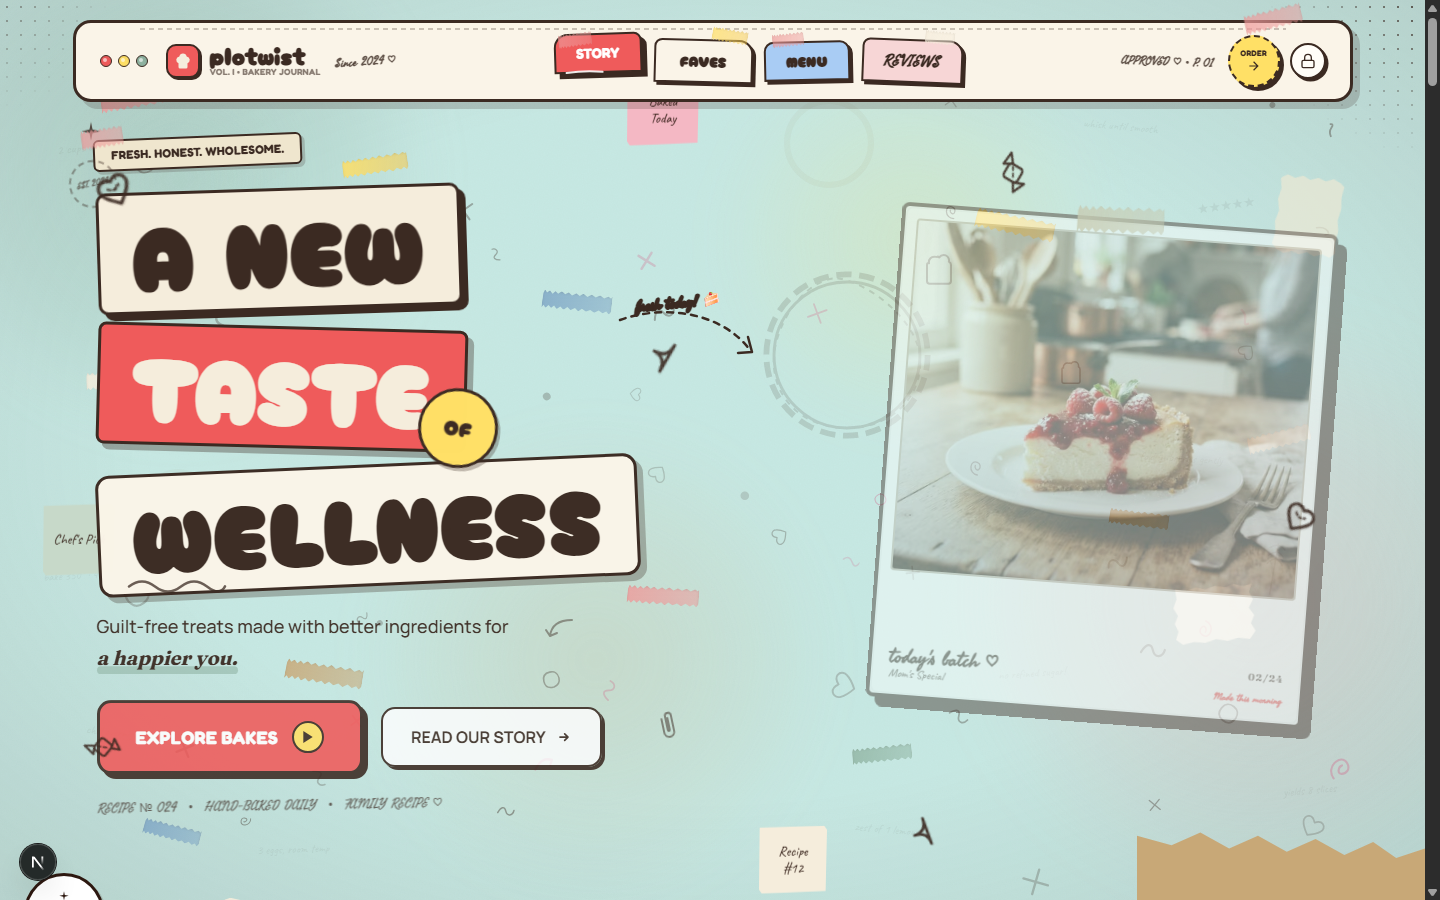 plotwist
VOL. I • BAKERY JOURNAL
Since 2024 ♡
STORY
FAVES
MENU
REVIEWS
APPROVED ♡ • P. 01
ORDER
→
Baked
Today
FRESH. HONEST. WHOLESOME.
A NEW
TASTE
OF
WELLNESS
fresh today! 🍰
Chef's
Guilt-free treats made with better ingredients for
a happier you.
EXPLORE BAKES
READ OUR STORY →
RECIPE № 024 • HAND-BAKED DAILY • FAMILY RECIPE ♡
today's batch ♡
Mom's Special
02/24
Made this morning
Recipe
#12
N